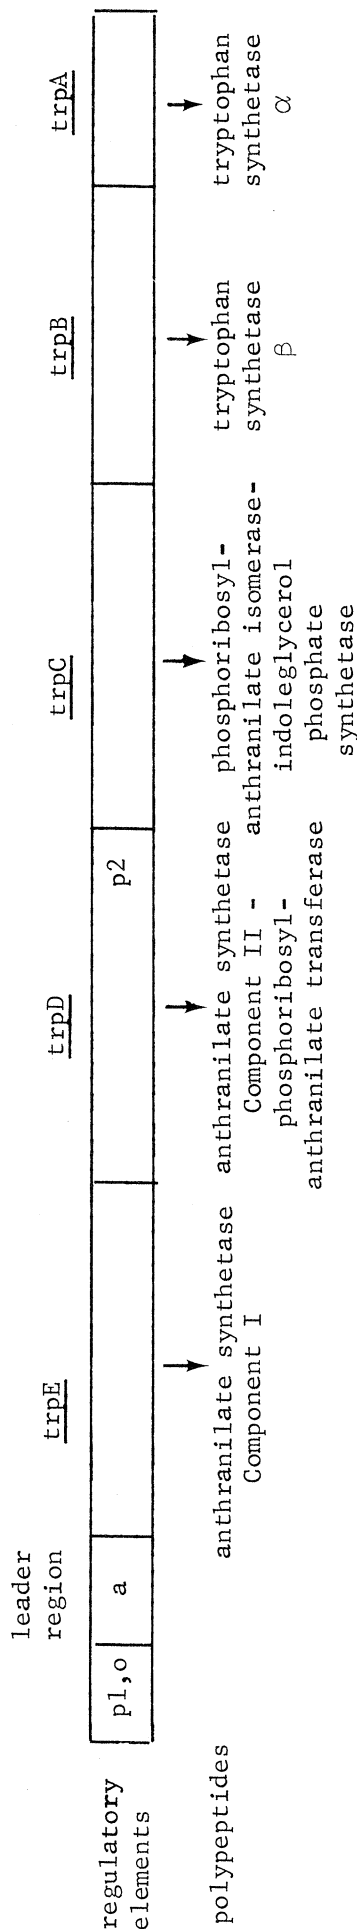 leader
region
trpE
trpD
trpC
trpB
trpA
regulatory
elements
p1,o
a
p2
polypeptides
anthranilate synthetase
Component I
anthranilate synthetase
Component II -
phosphoribosyl-
anthranilate transferase
phosphoribosyl-
anthranilate isomerase-
indoleglycerol
phosphate
synthetase
tryptophan
synthetase
β
tryptophan
synthetase
α